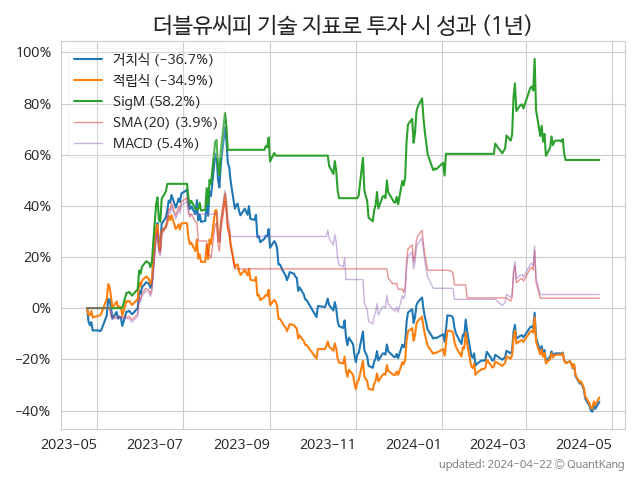 더블유씨피 기술 지표로 투자 시 성과 (1년)
100%
80%
60%
40%
20%
0%
−20%
−40%
거치식 (−36.7%)
적립식 (−34.9%)
SigM (58.2%)
SMA(20) (3.9%)
MACD (5.4%)
2023-05 2023-07 2023-09 2023-11 2024-01 2024-03 2024-05
updated: 2024-04-22 © QuantKang